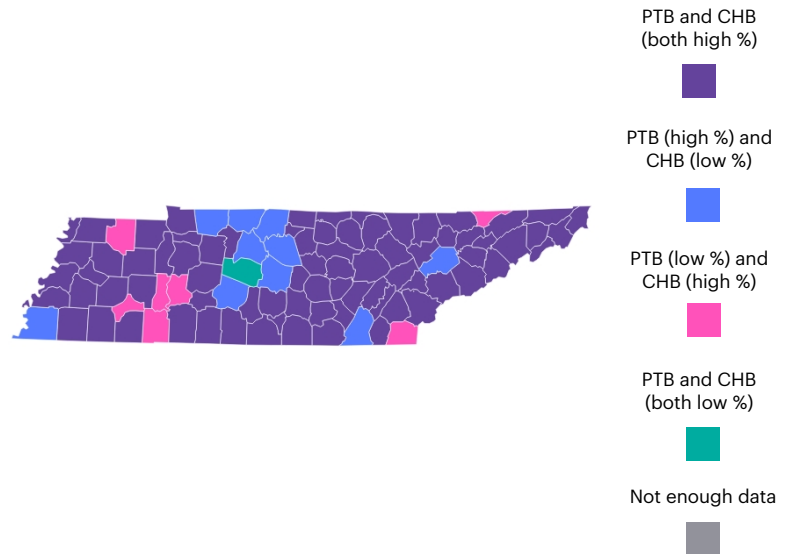 PTB and CHB
(both high %)
PTB (high %) and
CHB (low %)
PTB (low %) and
CHB (high %)
PTB and CHB
(both low %)
Not enough data